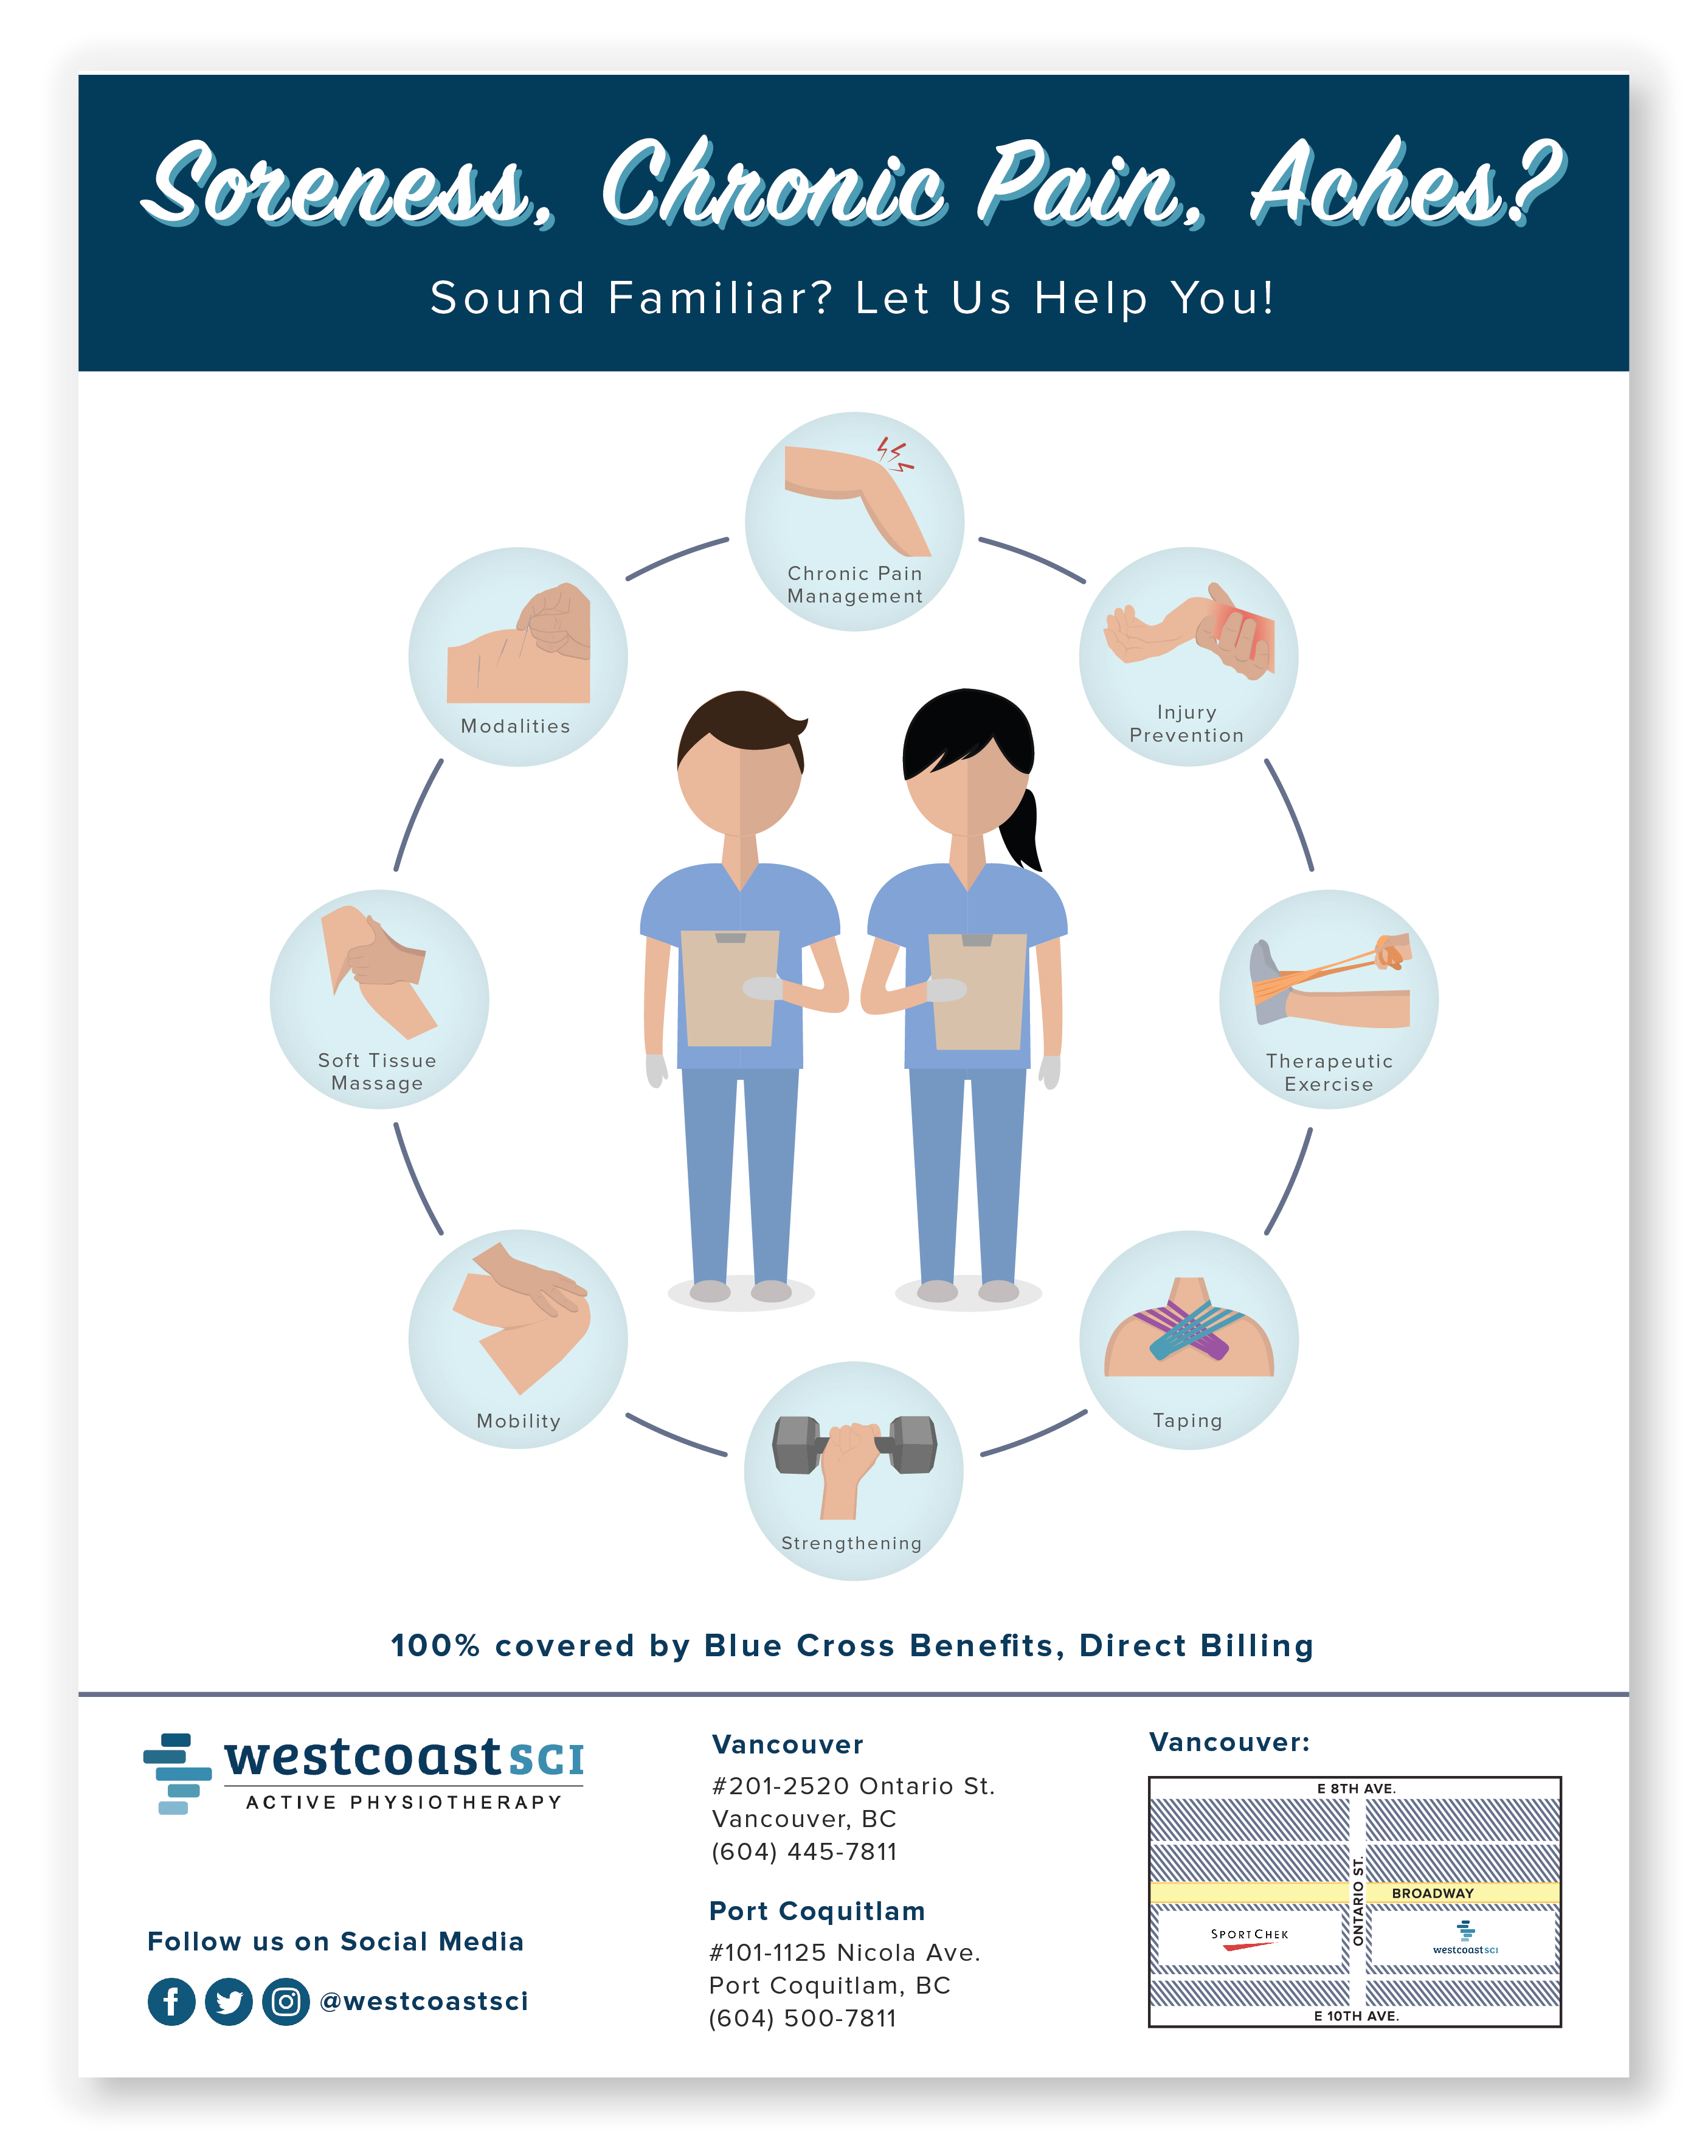 Soreness, Chronic Pain, Aches?
Sound Familiar? Let Us Help You!
Chronic Pain
Management
Modalities
Injury
Prevention
Soft Tissue
Massage
Therapeutic
Exercise
Mobility
Taping
Strengthening
100% covered by Blue Cross Benefits, Direct Billing
westcoast SCI
ACTIVE PHYSIOTHERAPY
Follow us on Social Media
@westcoastsci
Vancouver
#201-2520 Ontario St.
Vancouver, BC
(604) 445-7811
Port Coquitlam
#101-1125 Nicola Ave.
Port Coquitlam, BC
(604) 500-7811
Vancouver:
E 8TH AVE.
ONTARIO ST.
BROADWAY
SPORTCHEK
westcoast SCI
E 10TH AVE.